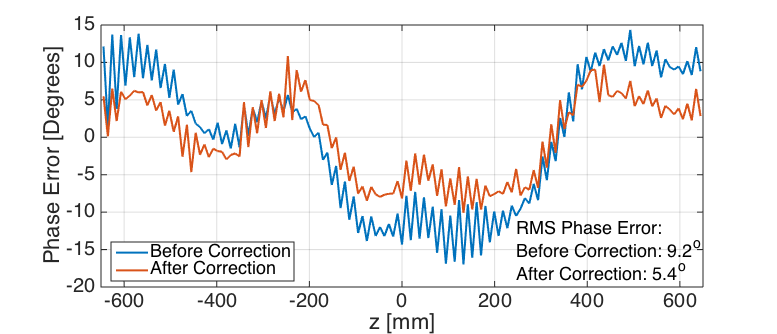 15
10
5
0
-5
-10
-15
-20
Phase Error [Degrees]
RMS Phase Error:
Before Correction: 9.2°
After Correction: 5.4°
Before Correction
After Correction
-600
-400
-200
0
200
400
600
z [mm]